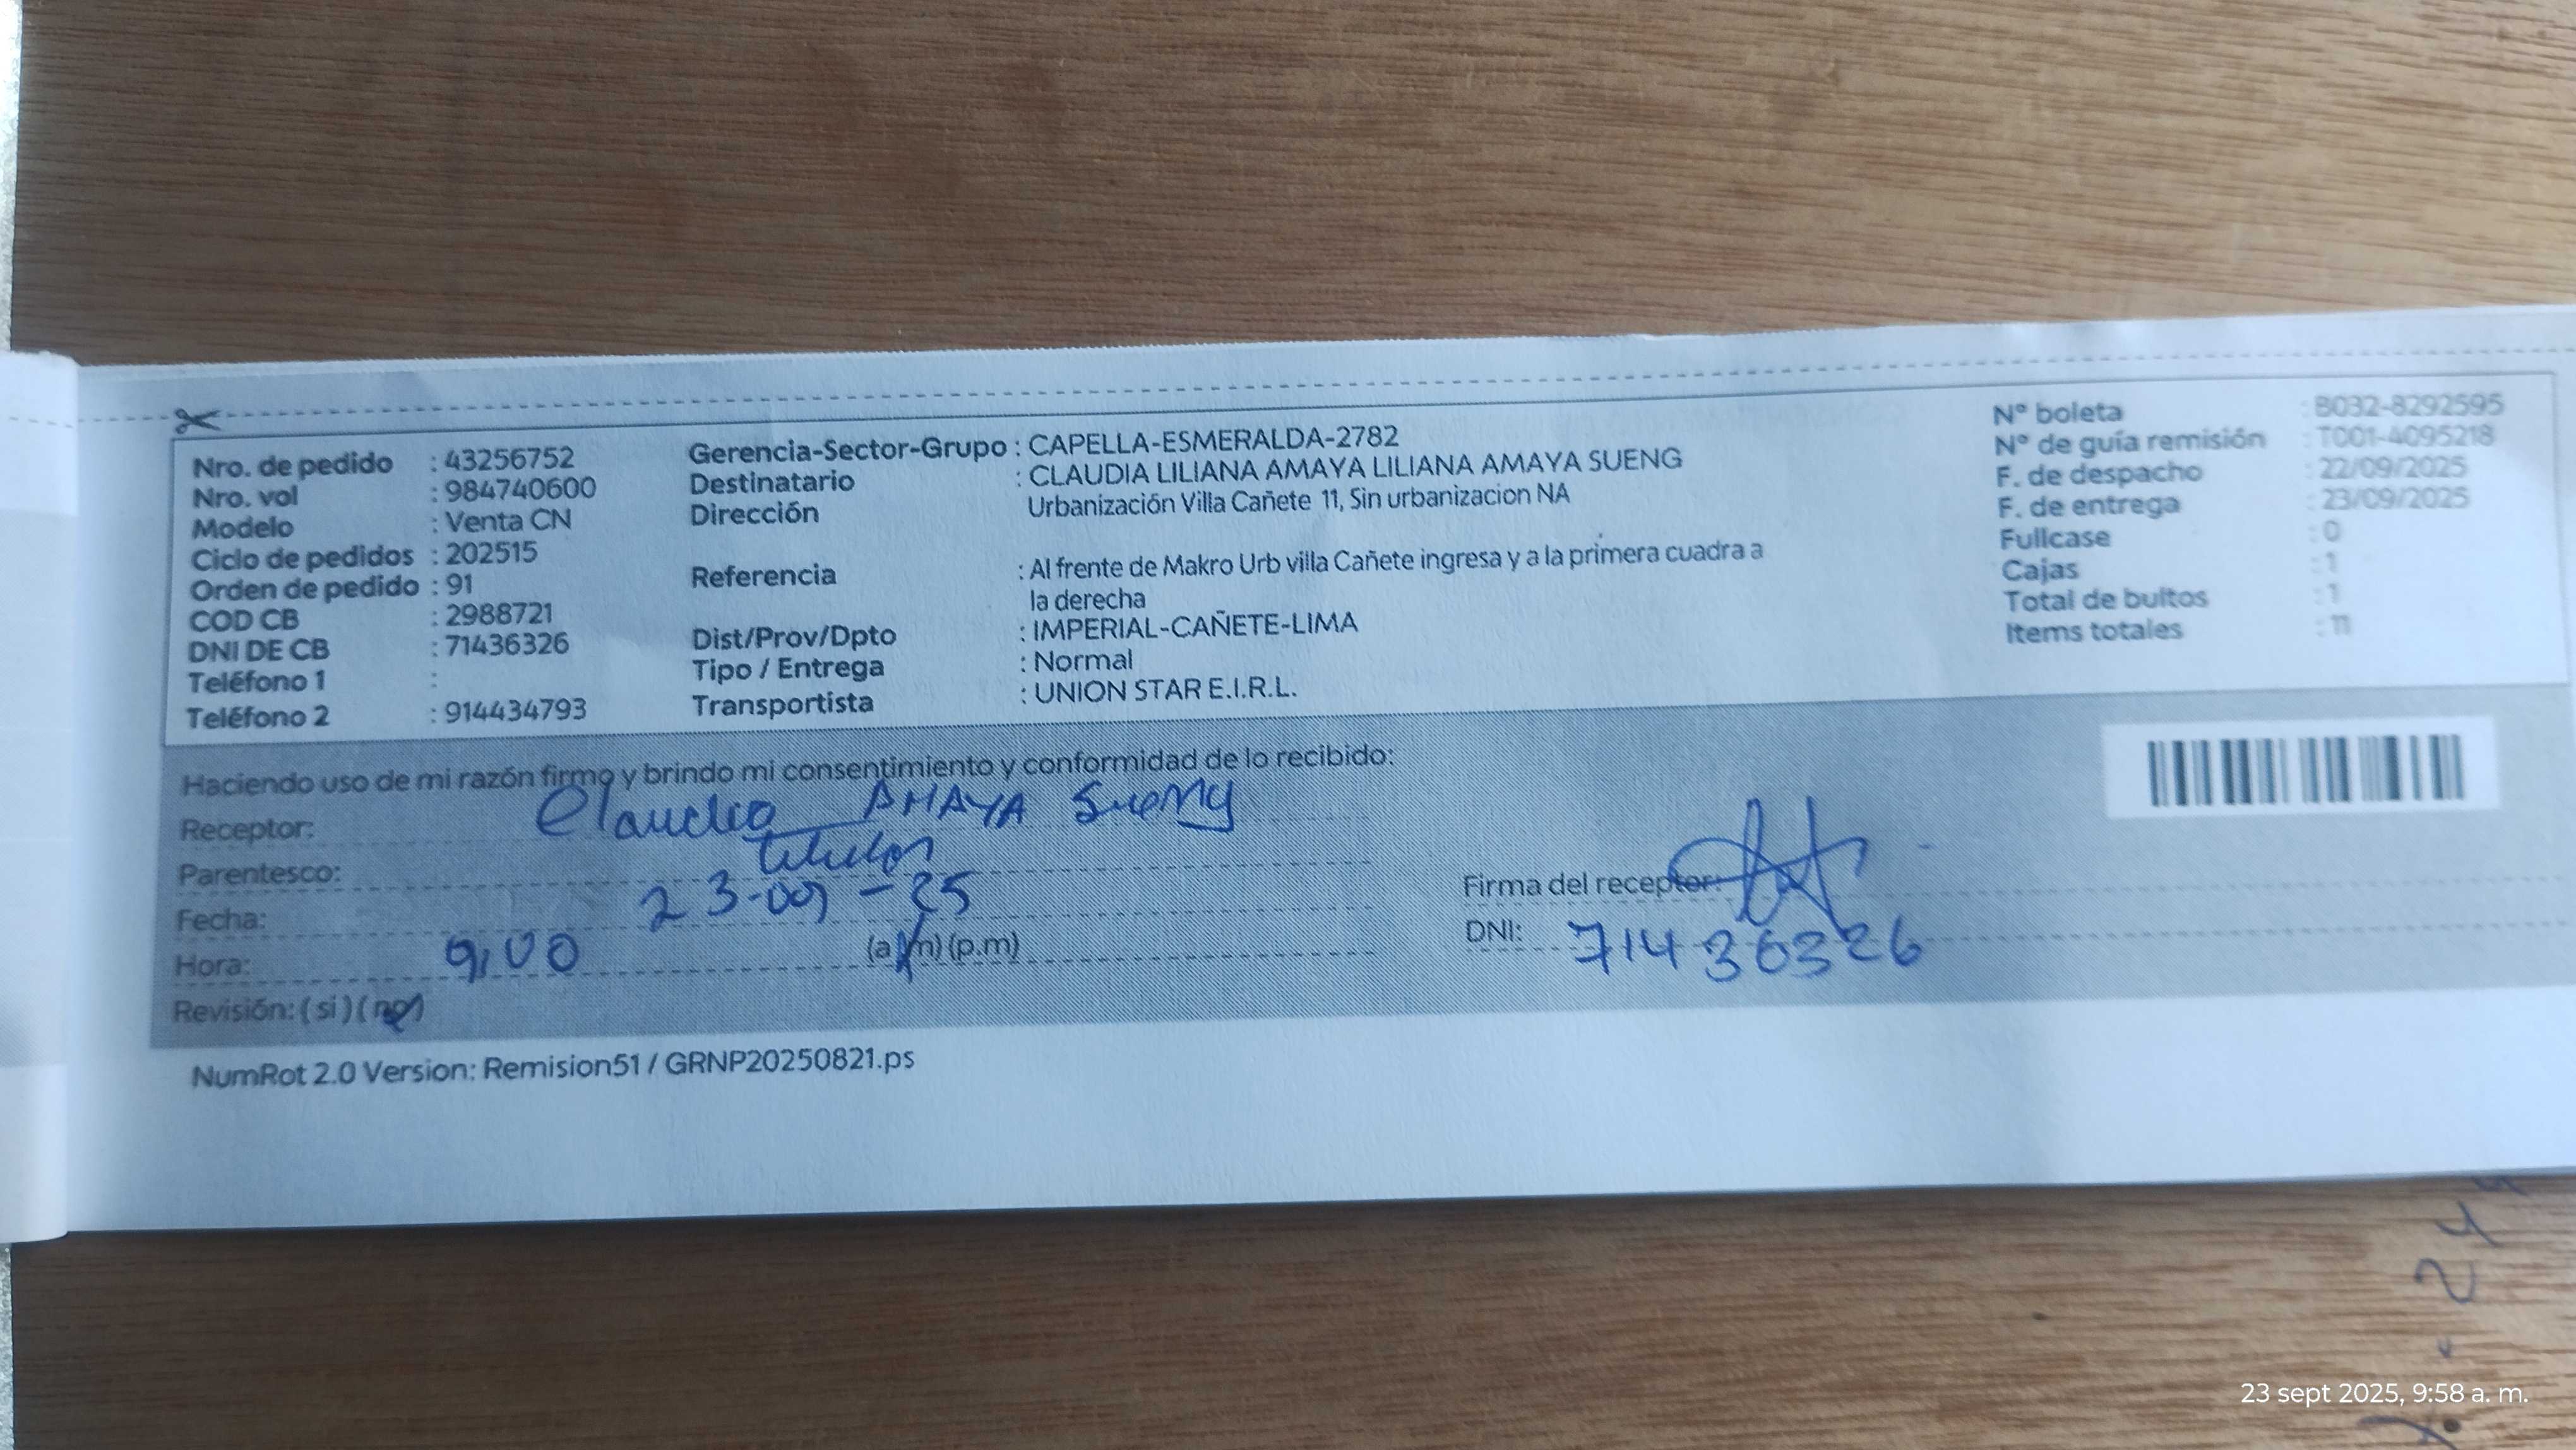 Nro. de pedido : 43256752
Nro. vol : 984740600
Modelo : Venta CN
Ciclo de pedidos : 202515
Orden de pedido : 91
COD CB : 2988721
DNI DE CB : 71436326
Teléfono 1 :
Teléfono 2 : 914434793
Gerencia-Sector-Grupo : CAPELLA-ESMERALDA-2782
Destinatario : CLAUDIA LILIANA AMAYA LILIANA AMAYA SUENG
Dirección Urbanización Villa Cañete 11, Sin urbanizacion NA
Referencia : Al frente de Makro Urb villa Cañete ingresa y a la primera cuadra a
la derecha
Dist/Prov/Dpto : IMPERIAL-CAÑETE-LIMA
Tipo / Entrega : Normal
Transportista : UNION STAR E.I.R.L.
N° boleta : B032-8292595
N° de guía remisión : T001-4095218
F. de despacho : 22/09/2025
F. de entrega : 23/09/2025
Fullcase : 0
Cajas : 1
Total de bultos : 1
Items totales : 11
Haciendo uso de mi razón firmo y brindo mi consentimiento y conformidad de lo recibido:
Receptor: Claudia AMAYA Sueng
Parentesco: titular
Fecha: 23-09-25
Hora: 9:00 (a.m) (p.m)
Revisión: ( si ) ( no )
Firma del receptor:
DNI: 71436326
NumRot 2.0 Version: Remision51 / GRNP20250821.ps
23 sept 2025, 9:58 a. m.